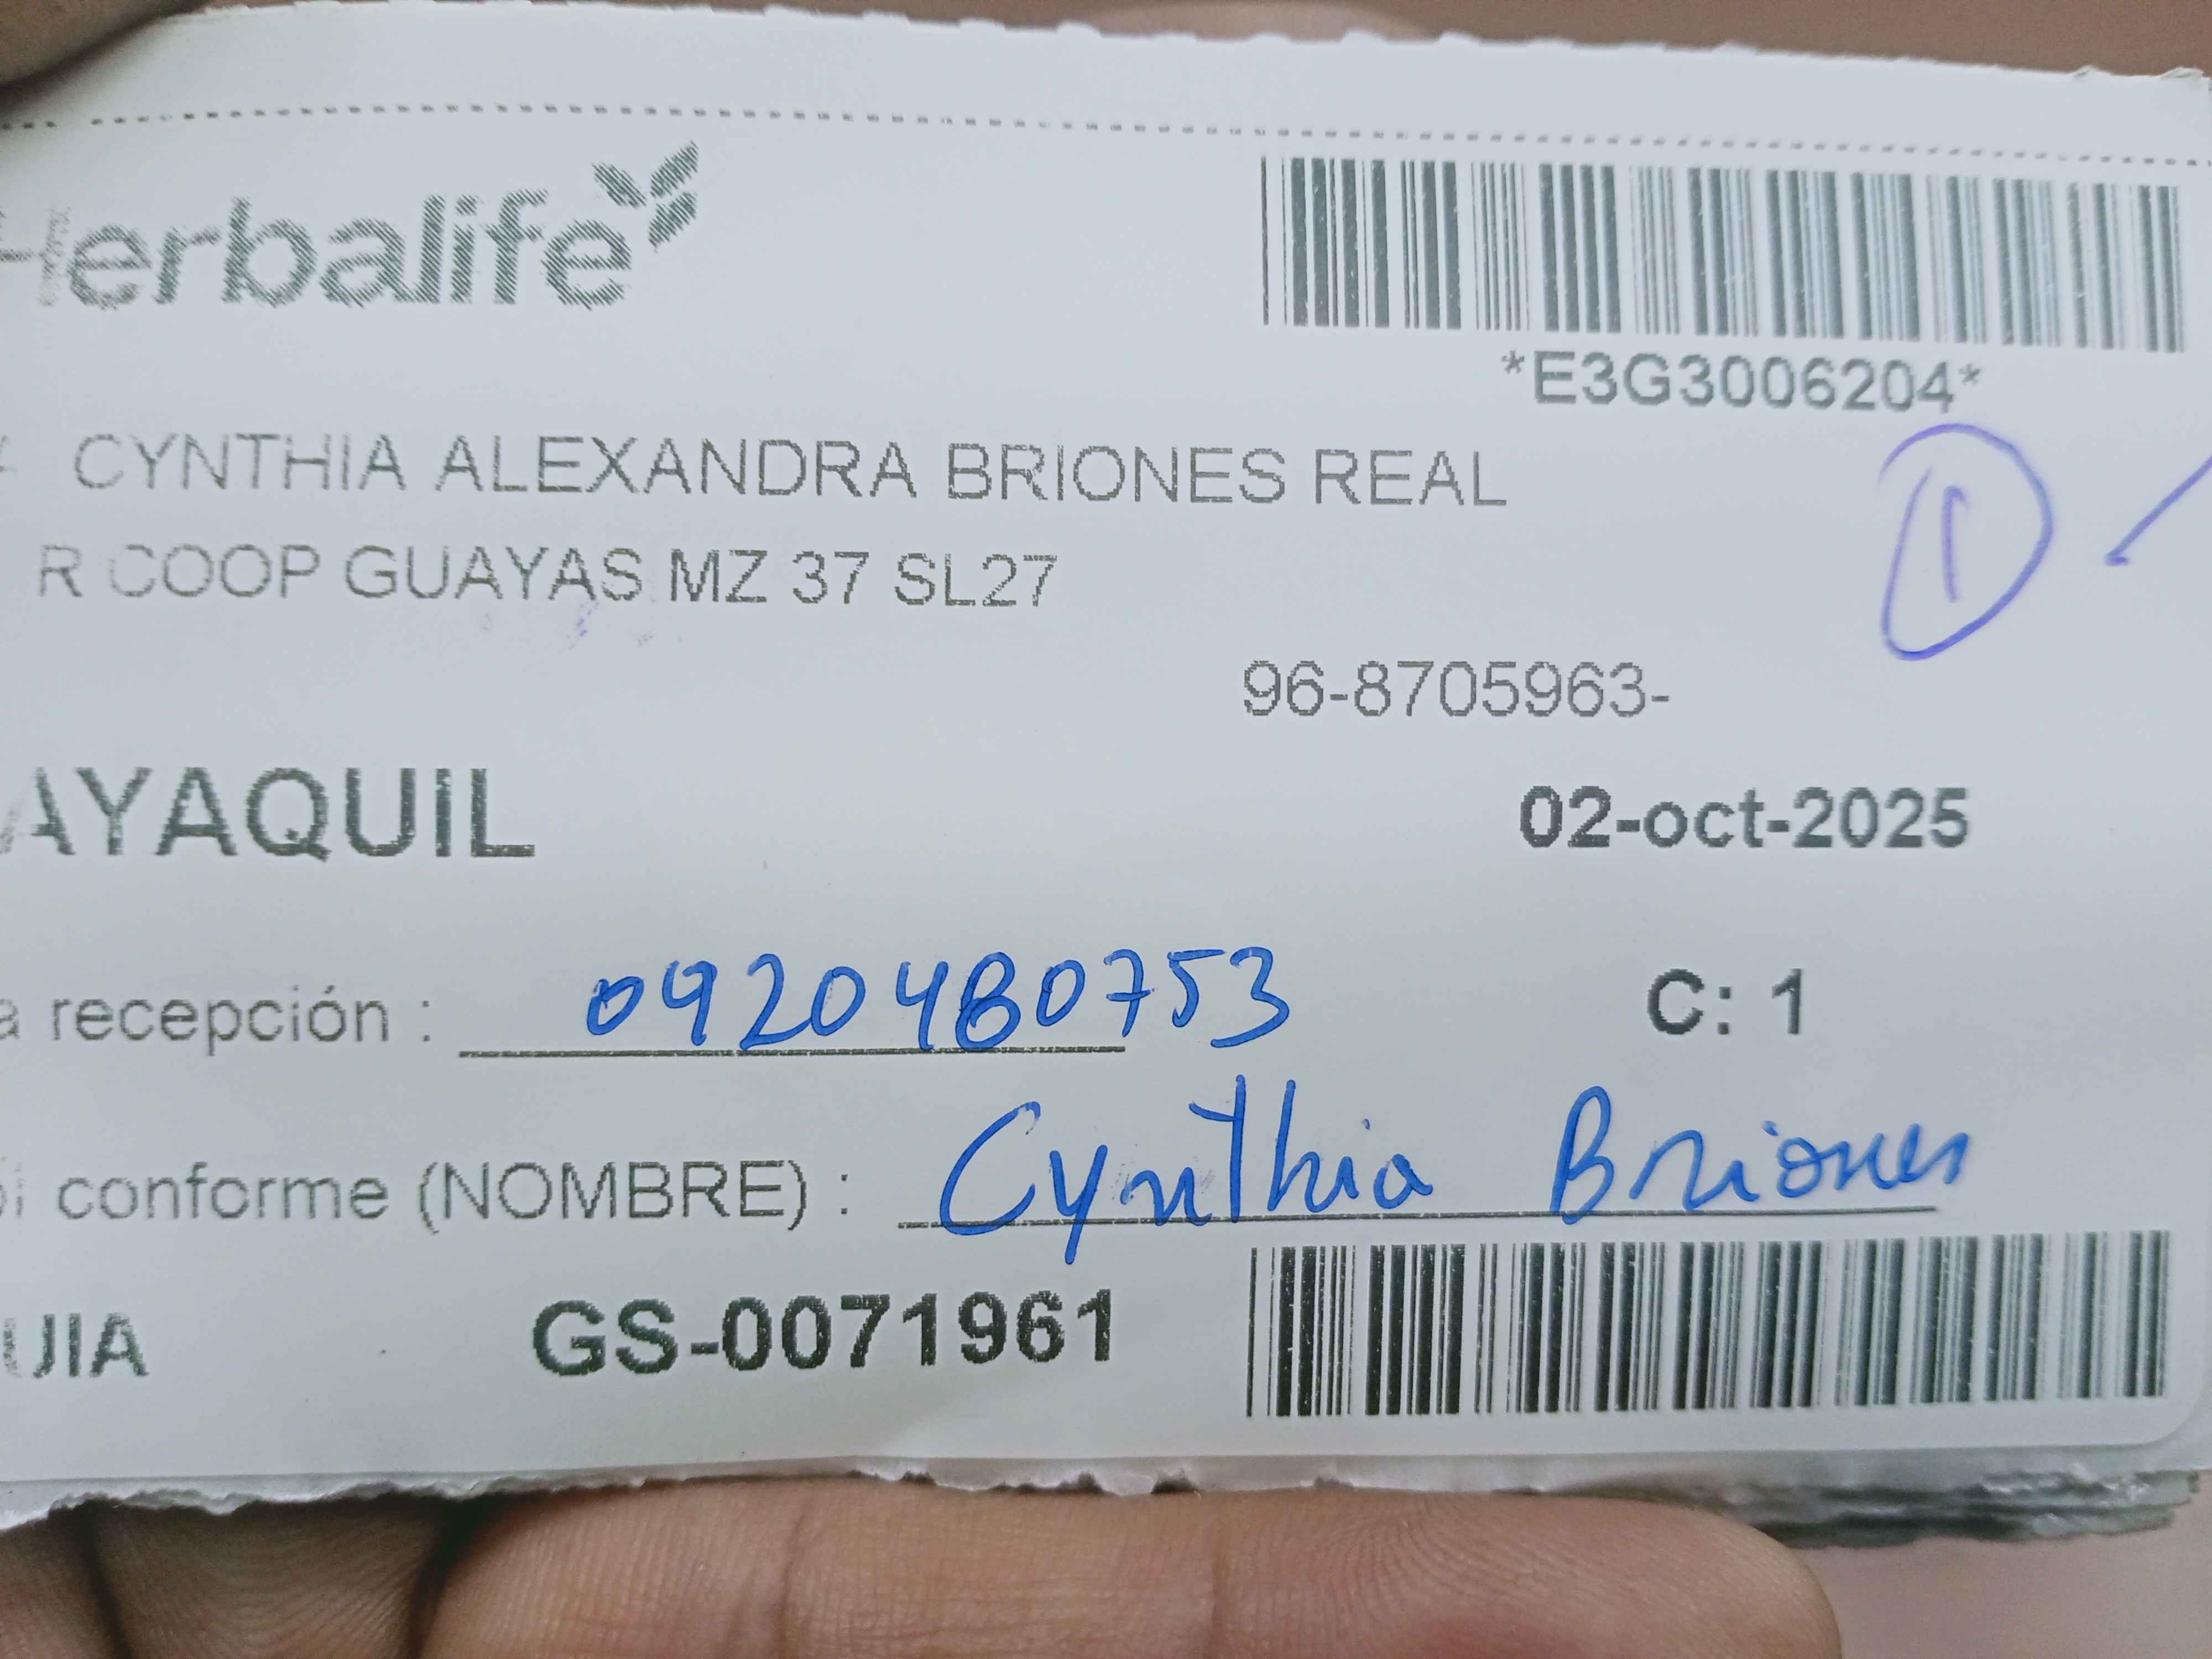 Herbalife
*E3G3006204*
CYNTHIA ALEXANDRA BRIONES REAL
1
R COOP GUAYAS MZ 37 SL27
96-8705963-
AYAQUIL
02-oct-2025
a recepción : 0920480753
C: 1
i conforme (NOMBRE) : Cynthia Briones
UIA GS-0071961